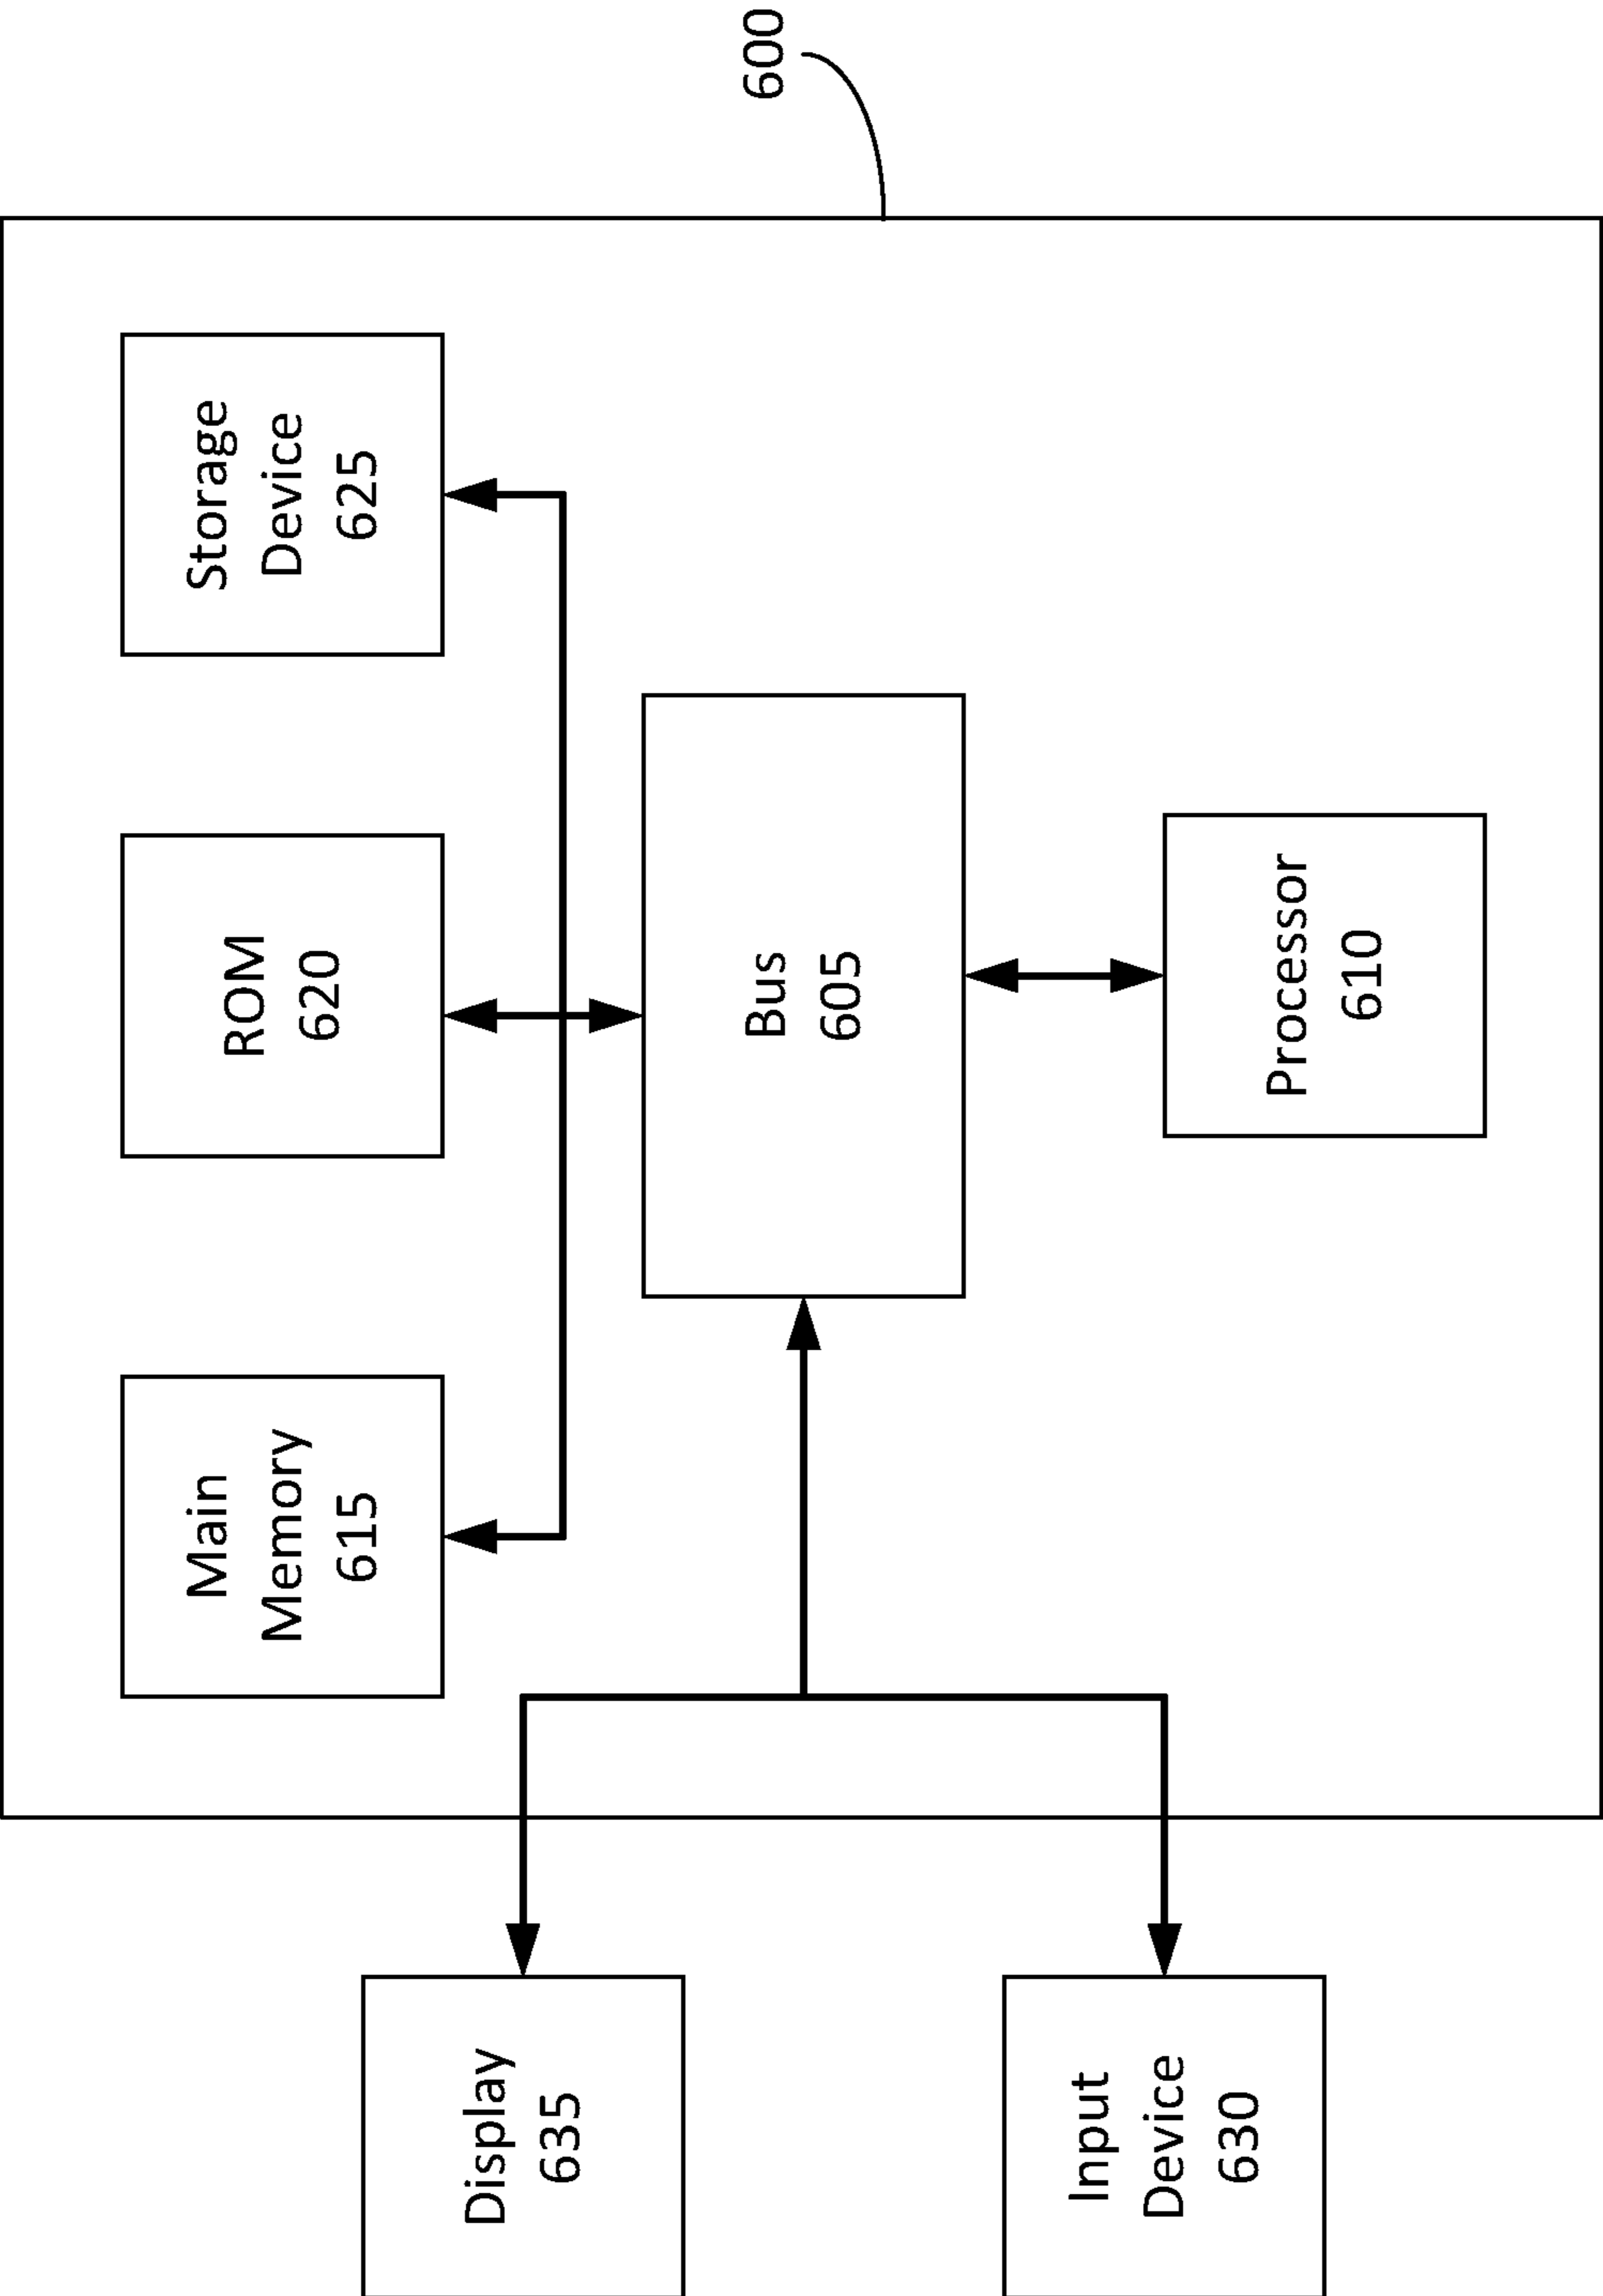 600
Main
Memory
615
ROM
620
Storage
Device
625
Display
635
Bus
605
Input
Device
630
Processor
610